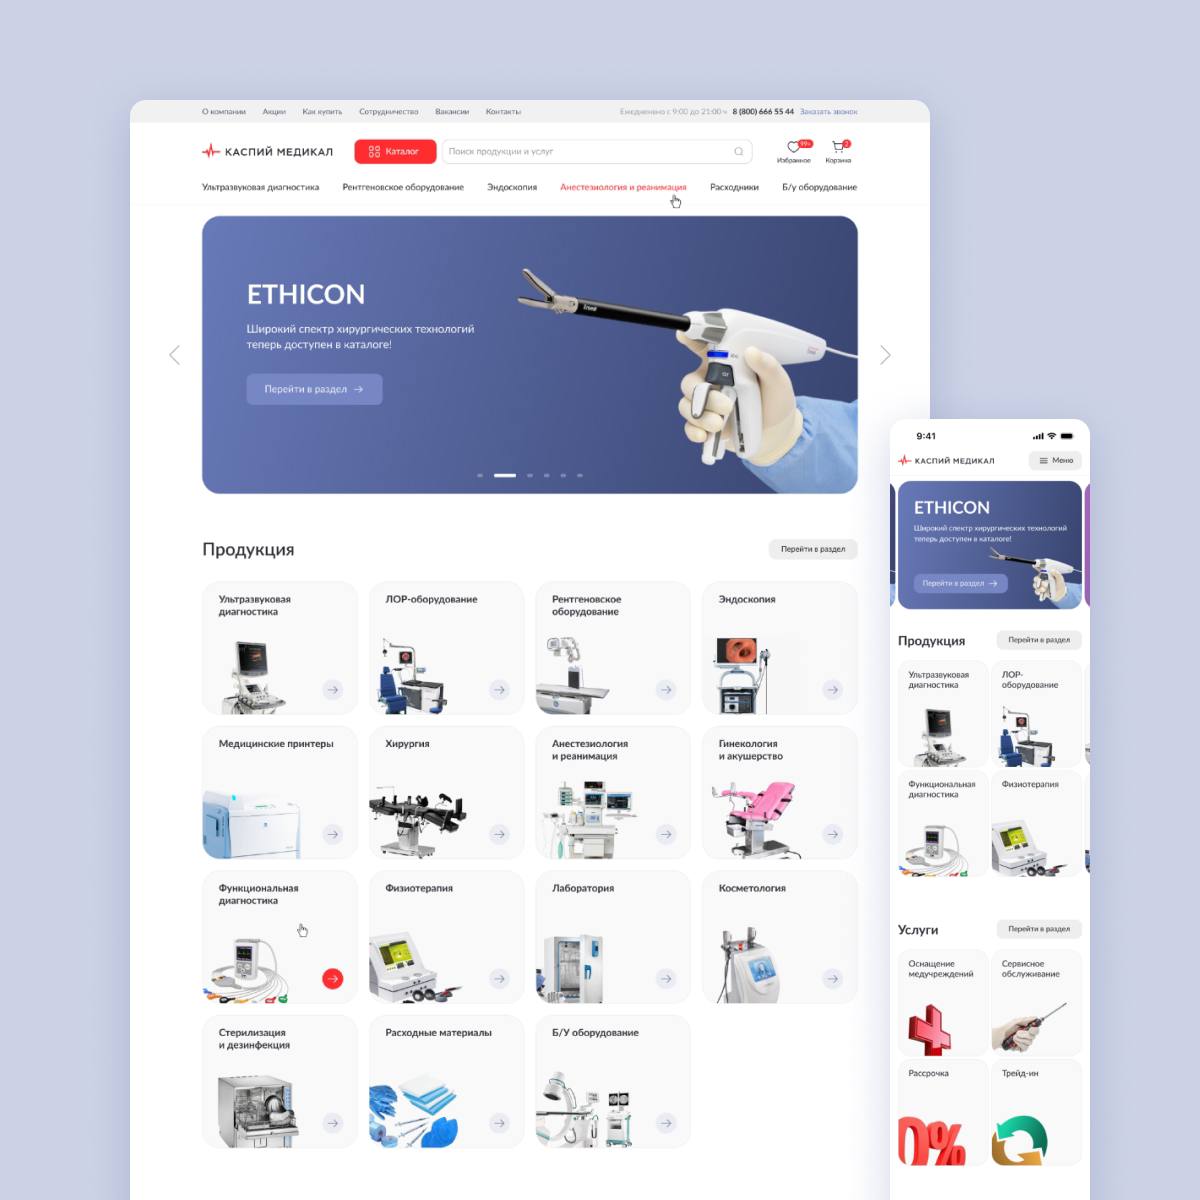 О компании
Акции
Как купить
Сотрудничество
Вакансии
Контакты
Ежедневно с 9:00 до 21:00 ч
8 (800) 666 55 44
Заказать звонок
КАСПИЙ МЕДИКАЛ
Каталог
Поиск продукции и услуг
99+
Избранное
2
Корзина
Ультразвуковая диагностика
Рентгеновское оборудование
Эндоскопия
Анестезиология и реанимация
Расходники
Б/у оборудование
ETHICON
Широкий спектр хирургических технологий
теперь доступен в каталоге!
Перейти в раздел
Продукция
Перейти в раздел
Ультразвуковая
диагностика
ЛОР-оборудование
Рентгеновское
оборудование
Эндоскопия
Медицинские принтеры
Хирургия
Анестезиология
и реанимация
Гинекология
и акушерство
Функциональная
диагностика
Физиотерапия
Лаборатория
Косметология
Стерилизация
и дезинфекция
Расходные материалы
Б/У оборудование
9:41
КАСПИЙ МЕДИКАЛ
Меню
ETHICON
Широкий спектр хирургических технологий
теперь доступен в каталоге!
Перейти в раздел
Продукция
Перейти в раздел
Ультразвуковая
диагностика
ЛОР-
оборудование
Функциональная
диагностика
Физиотерапия
Услуги
Перейти в раздел
Оснащение
медучреждений
Сервисное
обслуживание
Рассрочка
Трейд-ин
0%